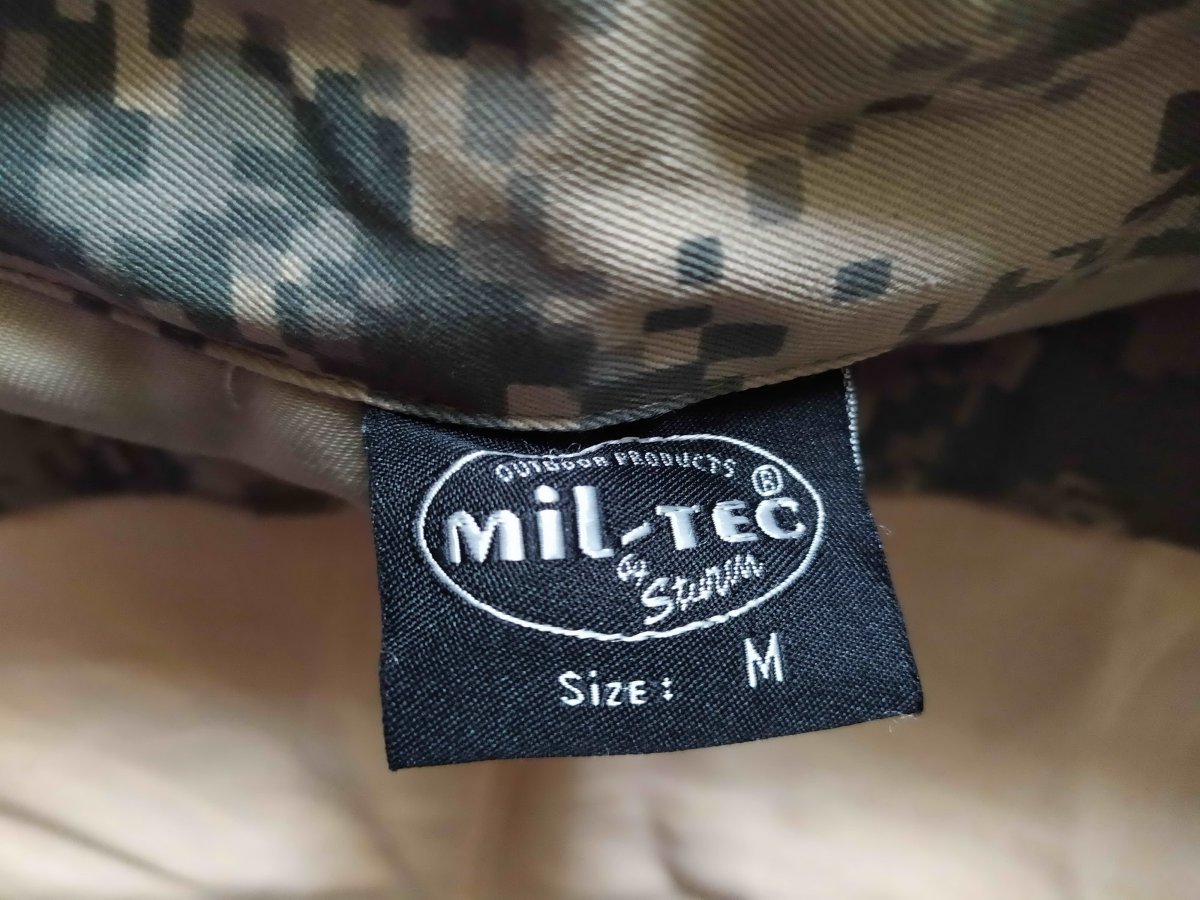 OUTDOOR PRODUCTS
MiL-TEC ®
by Sturm
SiZE: M